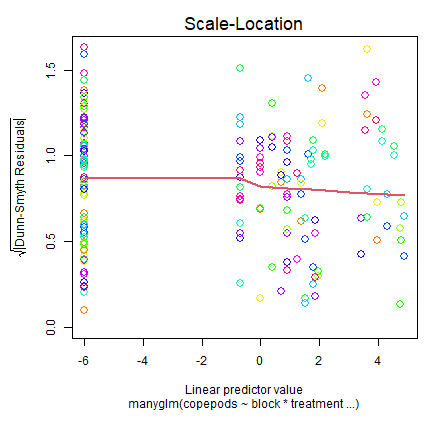 Scale-Location
√|Dunn-Smyth Residuals|
1.5
1.0
0.5
0.0
-6 -4 -2 0 2 4
Linear predictor value
manyglm(copepods ~ block * treatment ...)